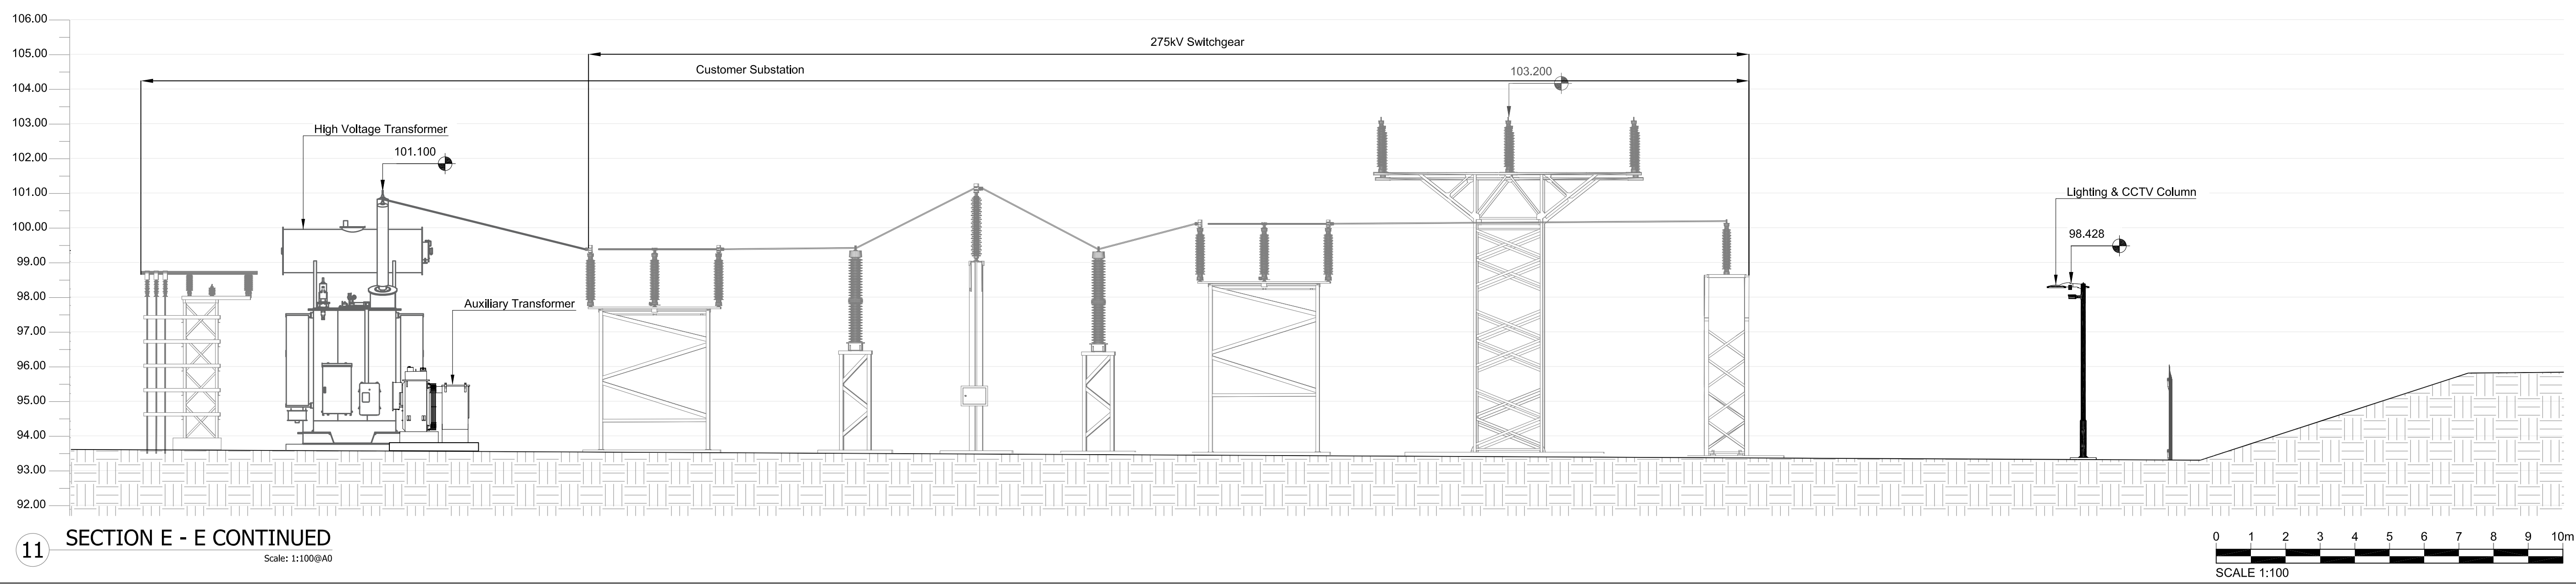 106.00
105.00
104.00
103.00
102.00
101.00
100.00
99.00
98.00
97.00
96.00
95.00
94.00
93.00
92.00
275kV Switchgear
Customer Substation
103.200
High Voltage Transformer
101.100
Lighting & CCTV Column
98.428
Auxiliary Transformer
11
SECTION E - E CONTINUED
Scale: 1:100@A0
0 1 2 3 4 5 6 7 8 9 10m
SCALE 1:100